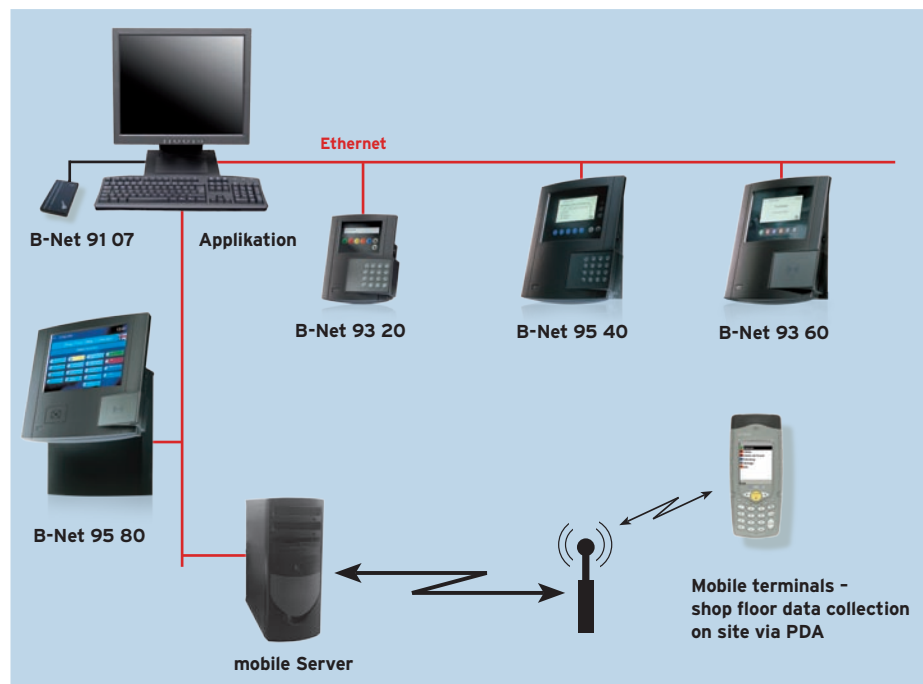 Ethernet
B-Net 91 07
Applikation
B-Net 93 20
B-Net 95 40
B-Net 93 60
B-Net 95 80
Mobile terminals –
shop floor data collection
on site via PDA
mobile Server